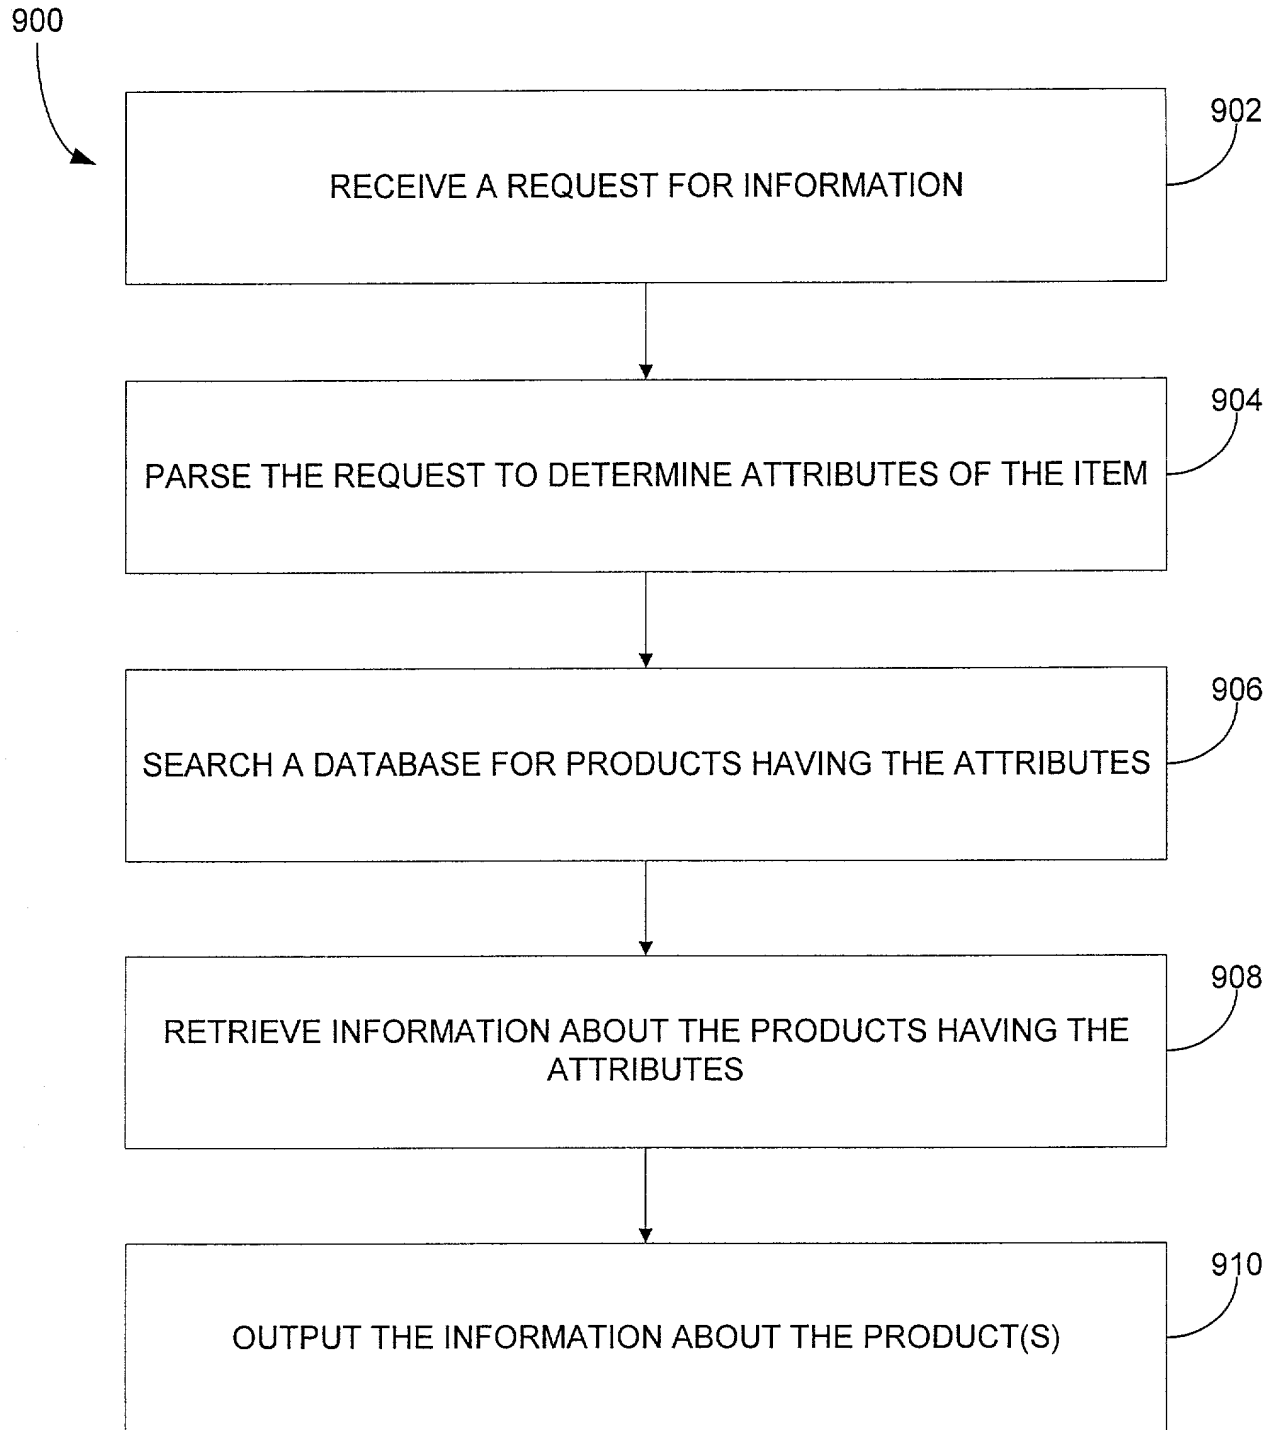 900
902
RECEIVE A REQUEST FOR INFORMATION
904
PARSE THE REQUEST TO DETERMINE ATTRIBUTES OF THE ITEM
906
SEARCH A DATABASE FOR PRODUCTS HAVING THE ATTRIBUTES
908
RETRIEVE INFORMATION ABOUT THE PRODUCTS HAVING THE
ATTRIBUTES
910
OUTPUT THE INFORMATION ABOUT THE PRODUCT(S)